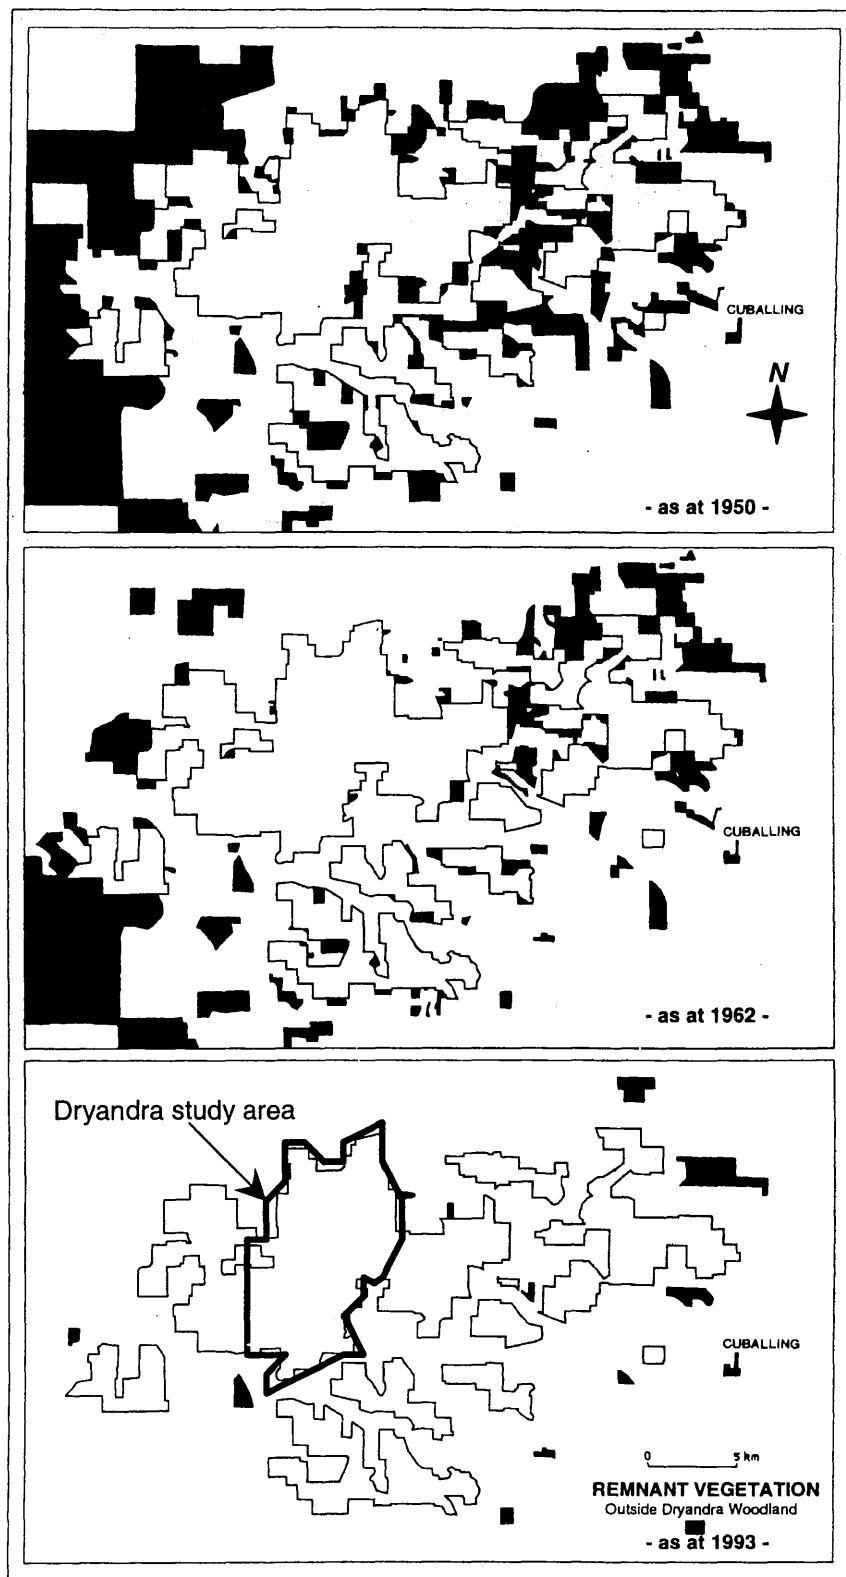 CUBALLING
N
- as at 1950 -
CUBALLING
- as at 1962 -
Dryandra study area
CUBALLING
0 5 km
REMNANT VEGETATION
Outside Dryandra Woodland
- as at 1993 -